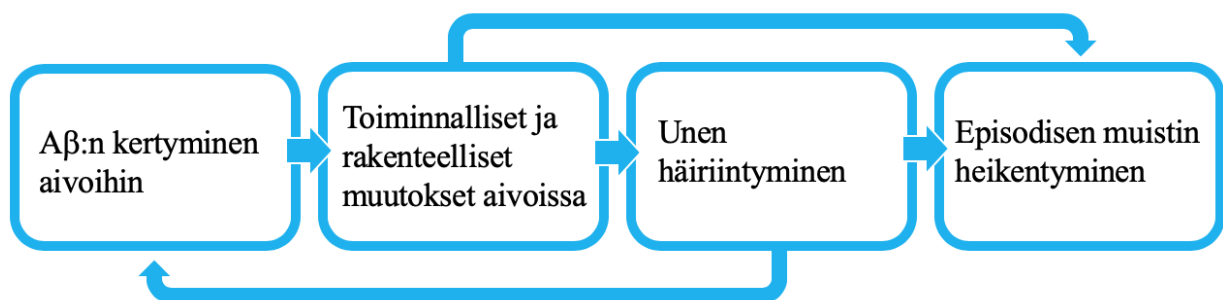 Aβ:n kertyminen
aivoihin
Toiminnalliset ja
rakenteelliset
muutokset aivoissa
Unen
häiriintyminen
Episodisen muistin
heikentyminen